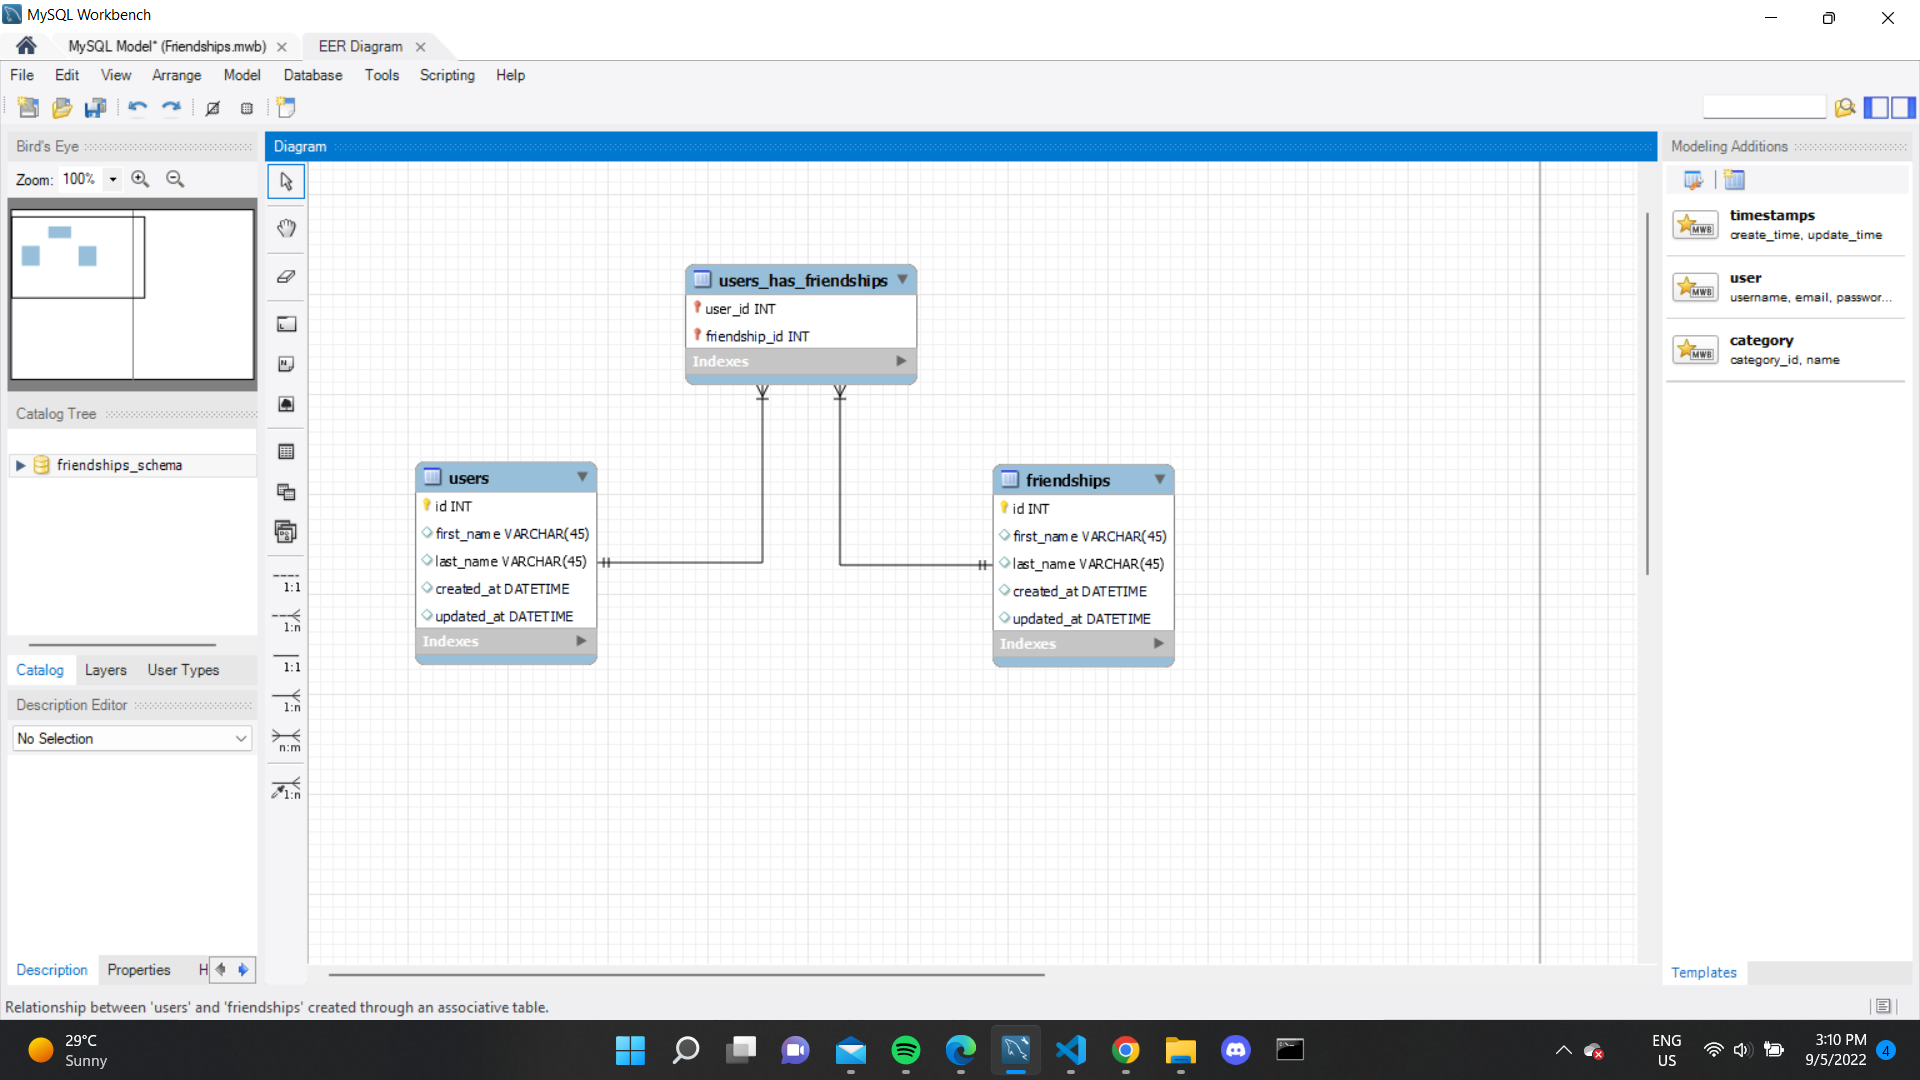 MySQL Workbench
MySQL Model* (Friendships.mwb)
EER Diagram
File Edit View Arrange Model Database Tools Scripting Help
Bird's Eye
Zoom: 100%
Catalog Tree
friendships_schema
Catalog Layers User Types
Description Editor
No Selection
Description Properties H
Diagram
1:1
1:n
1:1
1:n
n:m
1:n
users_has_friendships
user_id INT
friendship_id INT
Indexes
users
id INT
first_name VARCHAR(45)
last_name VARCHAR(45)
created_at DATETIME
updated_at DATETIME
Indexes
friendships
id INT
first_name VARCHAR(45)
last_name VARCHAR(45)
created_at DATETIME
updated_at DATETIME
Indexes
Modeling Additions
MWB
timestamps
create_time, update_time
MWB
user
username, email, passwor...
MWB
category
category_id, name
Templates
Relationship between 'users' and 'friendships' created through an associative table.
29°C
Sunny
ENG
US
3:10 PM
9/5/2022
4